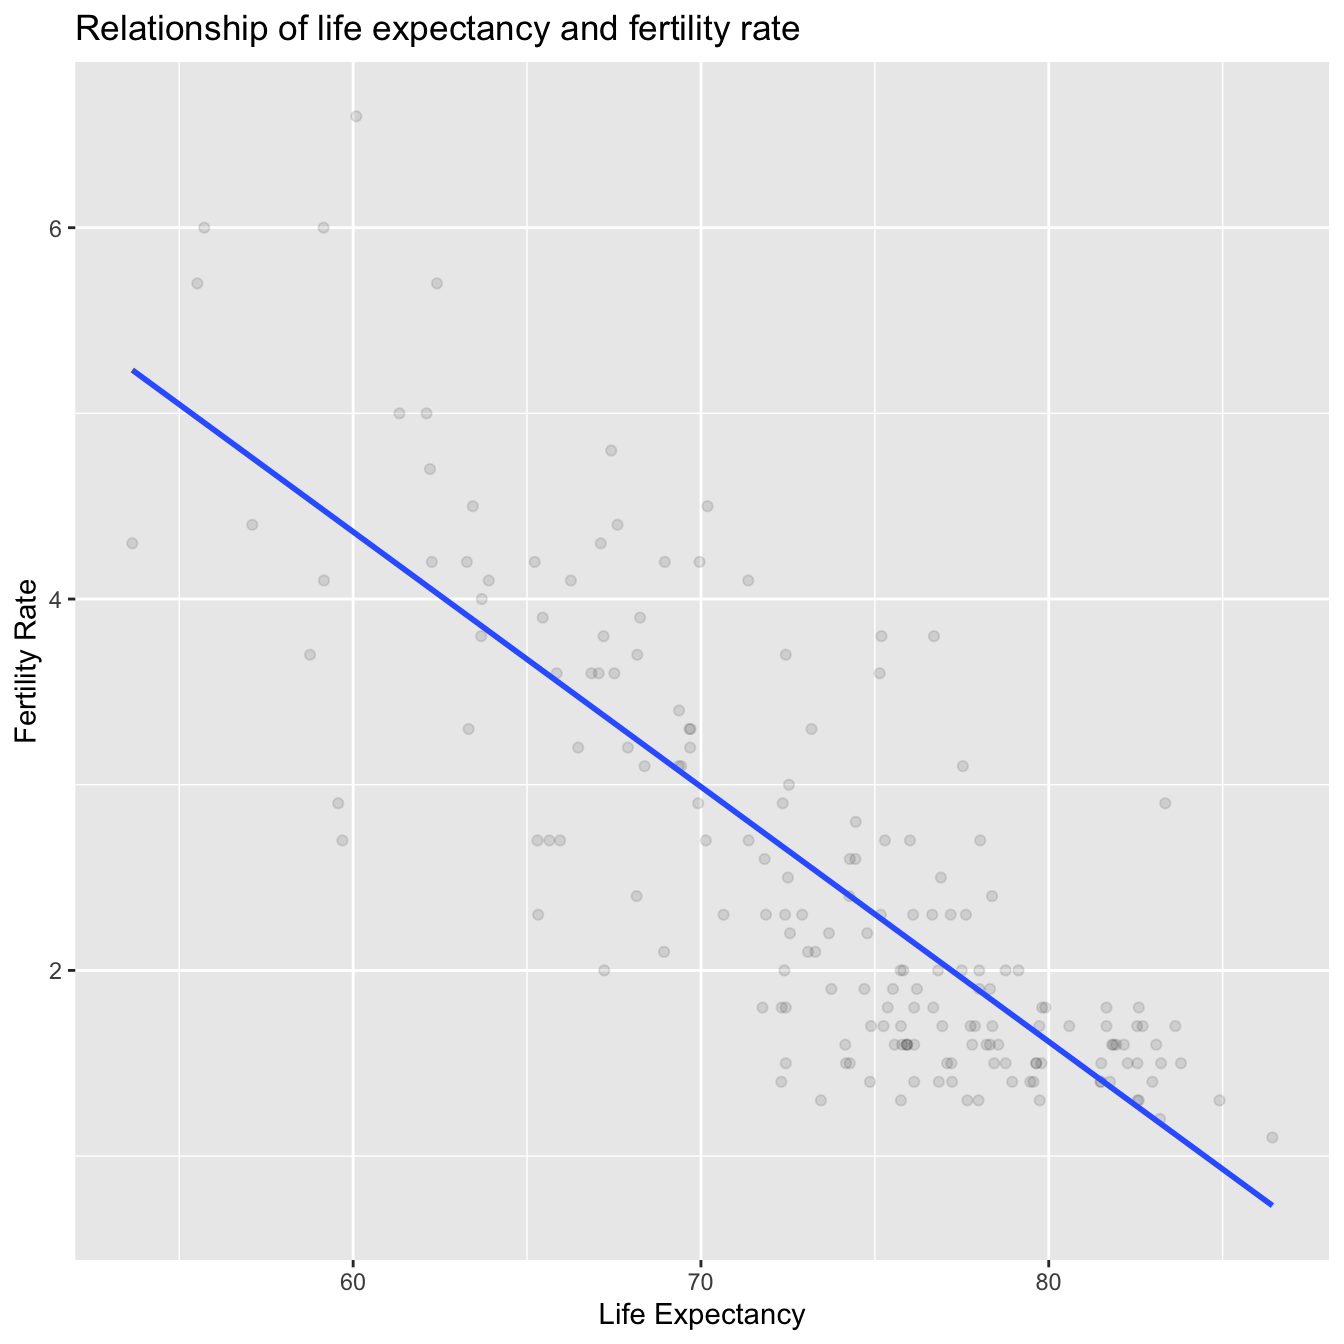 Relationship of life expectancy and fertility rate
Fertility Rate
6
4
2
60 70 80
Life Expectancy